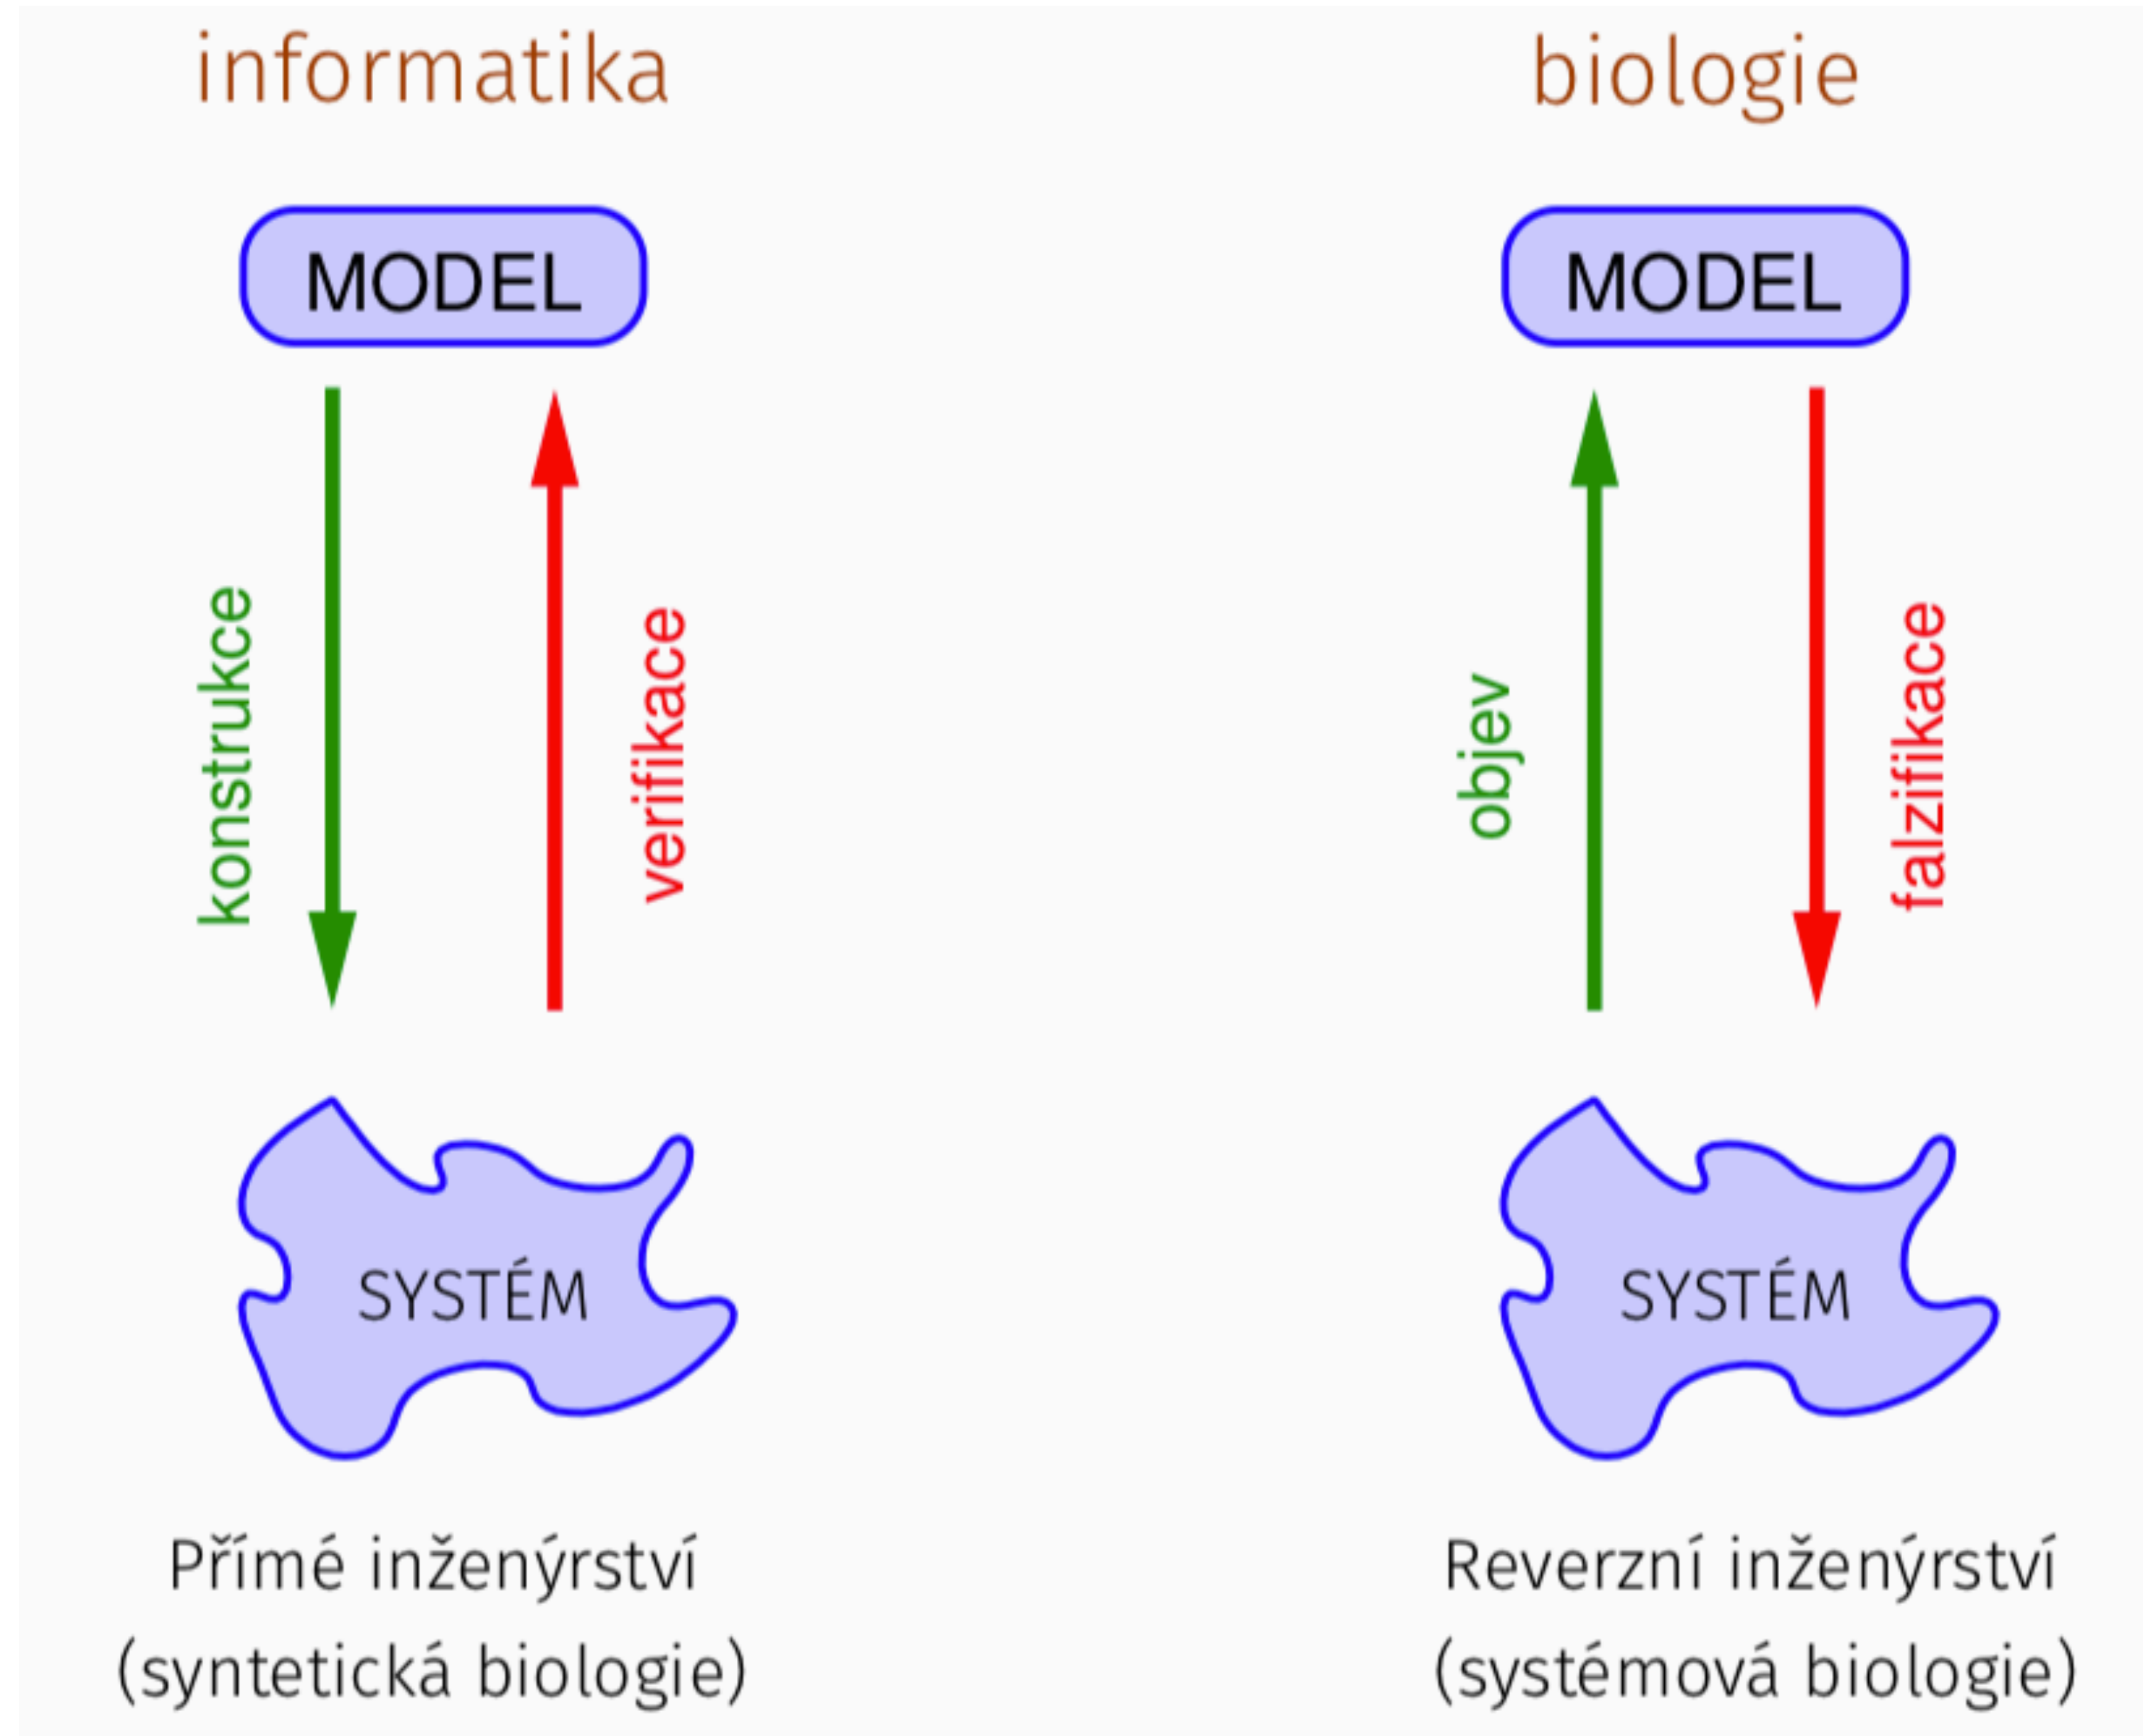 informatika
MODEL
konstrukce
verifikace
SYSTÉM
Přímé inženýrství
(syntetická biologie)
biologie
MODEL
objev
falzifikace
SYSTÉM
Reverzní inženýrství
(systémová biologie)